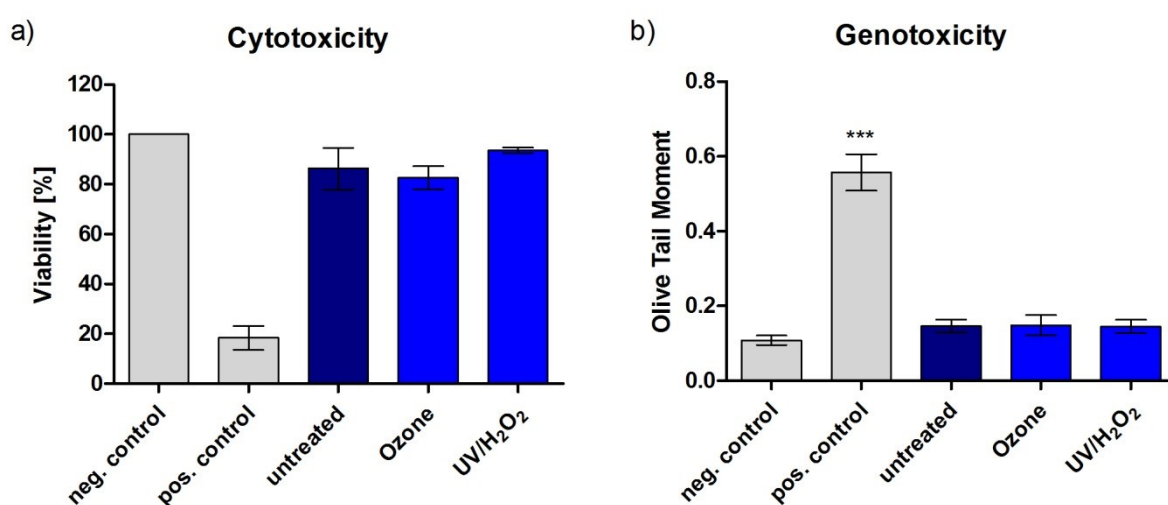 a)
Cytotoxicity
Viability [%]
120
100
80
60
40
20
0
neg. control
pos. control
untreated
Ozone
UV/H₂O₂
b)
Genotoxicity
Olive Tail Moment
0.8
0.6
0.4
0.2
0.0
***
neg. control
pos. control
untreated
Ozone
UV/H₂O₂